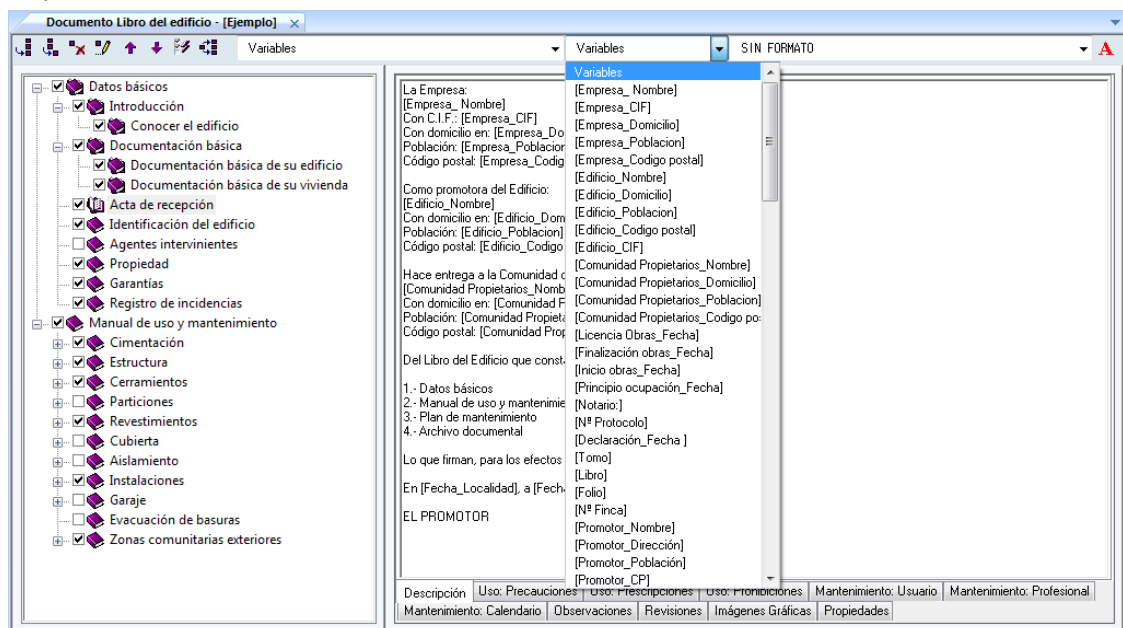 Documento Libro del edificio - [Ejemplo]
Variables
Variables
SIN FORMATO
A
Datos básicos
Introducción
Conocer el edificio
Documentación básica
Documentación básica de su edificio
Documentación básica de su vivienda
Acta de recepción
Identificación del edificio
Agentes intervinientes
Propiedad
Garantías
Registro de incidencias
Manual de uso y mantenimiento
Cimentación
Estructura
Cerramientos
Particiones
Revestimientos
Cubierta
Aislamiento
Instalaciones
Garaje
Evacuación de basuras
Zonas comunitarias exteriores
La Empresa:
[Empresa_ Nombre]
Con C.I.F.: [Empresa_CIF]
Con domicilio en: [Empresa_Do
Población: [Empresa_Poblacion
Código postal: [Empresa_Codig
Como promotora del Edificio:
[Edificio_Nombre]
Con domicilio en: [Edificio_Dom
Población: [Edificio_Poblacion]
Código postal: [Edificio_Codigo
Hace entrega a la Comunidad d
[Comunidad Propietarios_Nomb
Con domicilio en: [Comunidad P
Población: [Comunidad Propieta
Código postal: [Comunidad Prop
Del Libro del Edificio que consta
1.- Datos básicos
2.- Manual de uso y mantenimie
3.- Plan de mantenimiento
4.- Archivo documental
Lo que firman, para los efectos
En [Fecha_Localidad], a [Fech
EL PROMOTOR
Variables
[Empresa_ Nombre]
[Empresa_CIF]
[Empresa_Domicilio]
[Empresa_Poblacion]
[Empresa_Codigo postal]
[Edificio_Nombre]
[Edificio_Domicilio]
[Edificio_Poblacion]
[Edificio_Codigo postal]
[Edificio_CIF]
[Comunidad Propietarios_Nombre]
[Comunidad Propietarios_Domicilio]
[Comunidad Propietarios_Poblacion]
[Comunidad Propietarios_Codigo po
[Licencia Obras_Fecha]
[Finalización obras_Fecha]
[Inicio obras_Fecha]
[Principio ocupación_Fecha]
[Notario:]
[Nº Protocolo]
[Declaración_Fecha ]
[Tomo]
[Libro]
[Folio]
[Nº Finca]
[Promotor_Nombre]
[Promotor_Dirección]
[Promotor_Población]
[Promotor_CP]
Descripción Uso: Precauciones Uso: Prescripciones Uso: Prohibiciones Mantenimiento: Usuario Mantenimiento: Profesional
Mantenimiento: Calendario Observaciones Revisiones Imágenes Gráficas Propiedades